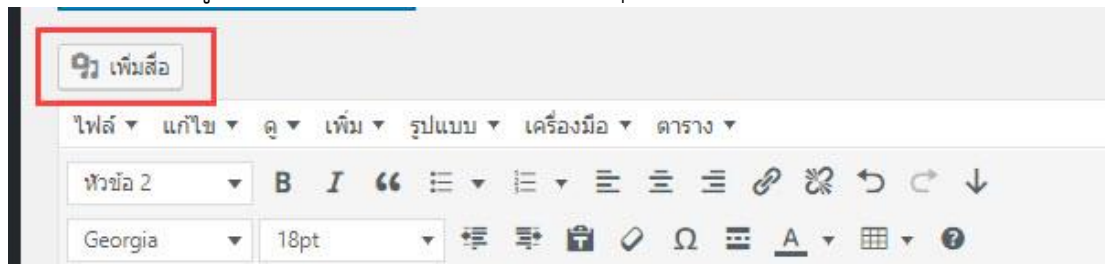 เพิ่มสื่อ
ไฟล์ แก้ไข ดู เพิ่ม รูปแบบ เครื่องมือ ตาราง
หัวข้อ 2 B I
Georgia 18pt Ω A